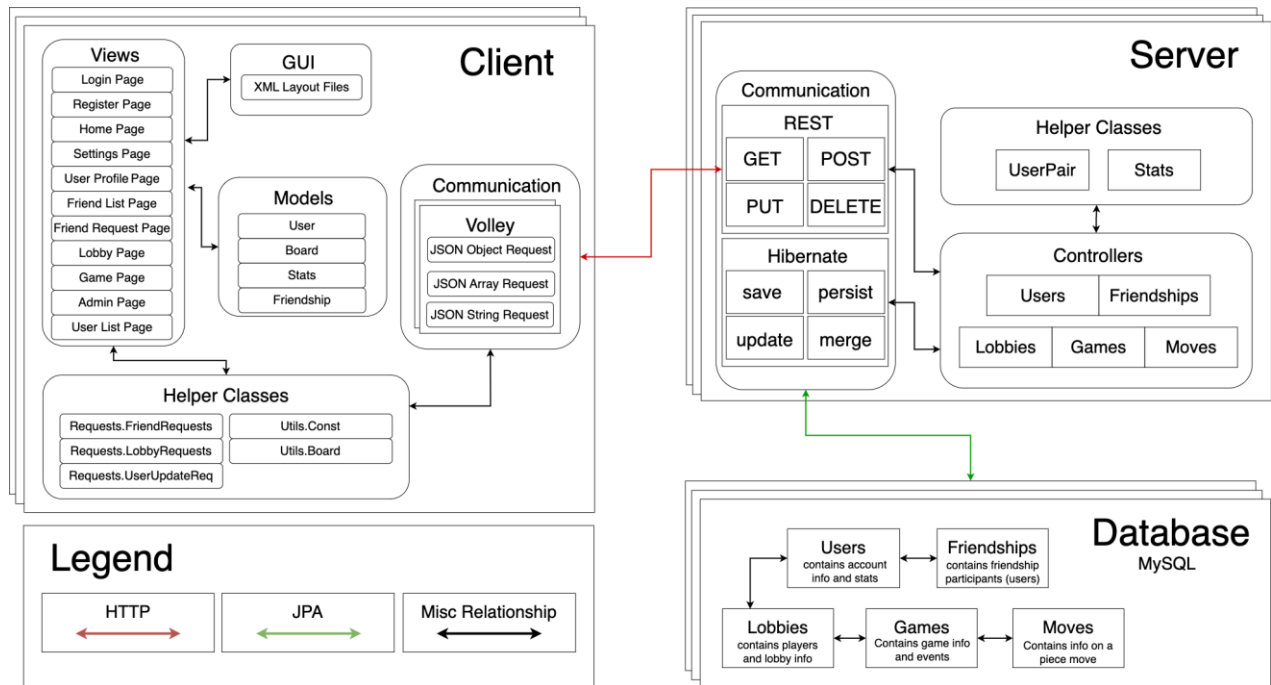 Client
Views
Login Page
Register Page
Home Page
Settings Page
User Profile Page
Friend List Page
Friend Request Page
Lobby Page
Game Page
Admin Page
User List Page
GUI
XML Layout Files
Models
User
Board
Stats
Friendship
Communication
Volley
JSON Object Request
JSON Array Request
JSON String Request
Helper Classes
Requests.FriendRequests
Utils.Const
Requests.LobbyRequests
Utils.Board
Requests.UserUpdateReq
Server
Communication
REST
GET
POST
PUT
DELETE
Hibernate
save
persist
update
merge
Helper Classes
UserPair
Stats
Controllers
Users
Friendships
Lobbies
Games
Moves
Legend
HTTP
JPA
Misc Relationship
Database
MySQL
Users
contains account
info and stats
Friendships
contains friendship
participants (users)
Lobbies
contains players
and lobby info
Games
Contains game info
and events
Moves
Contains info on a
piece move